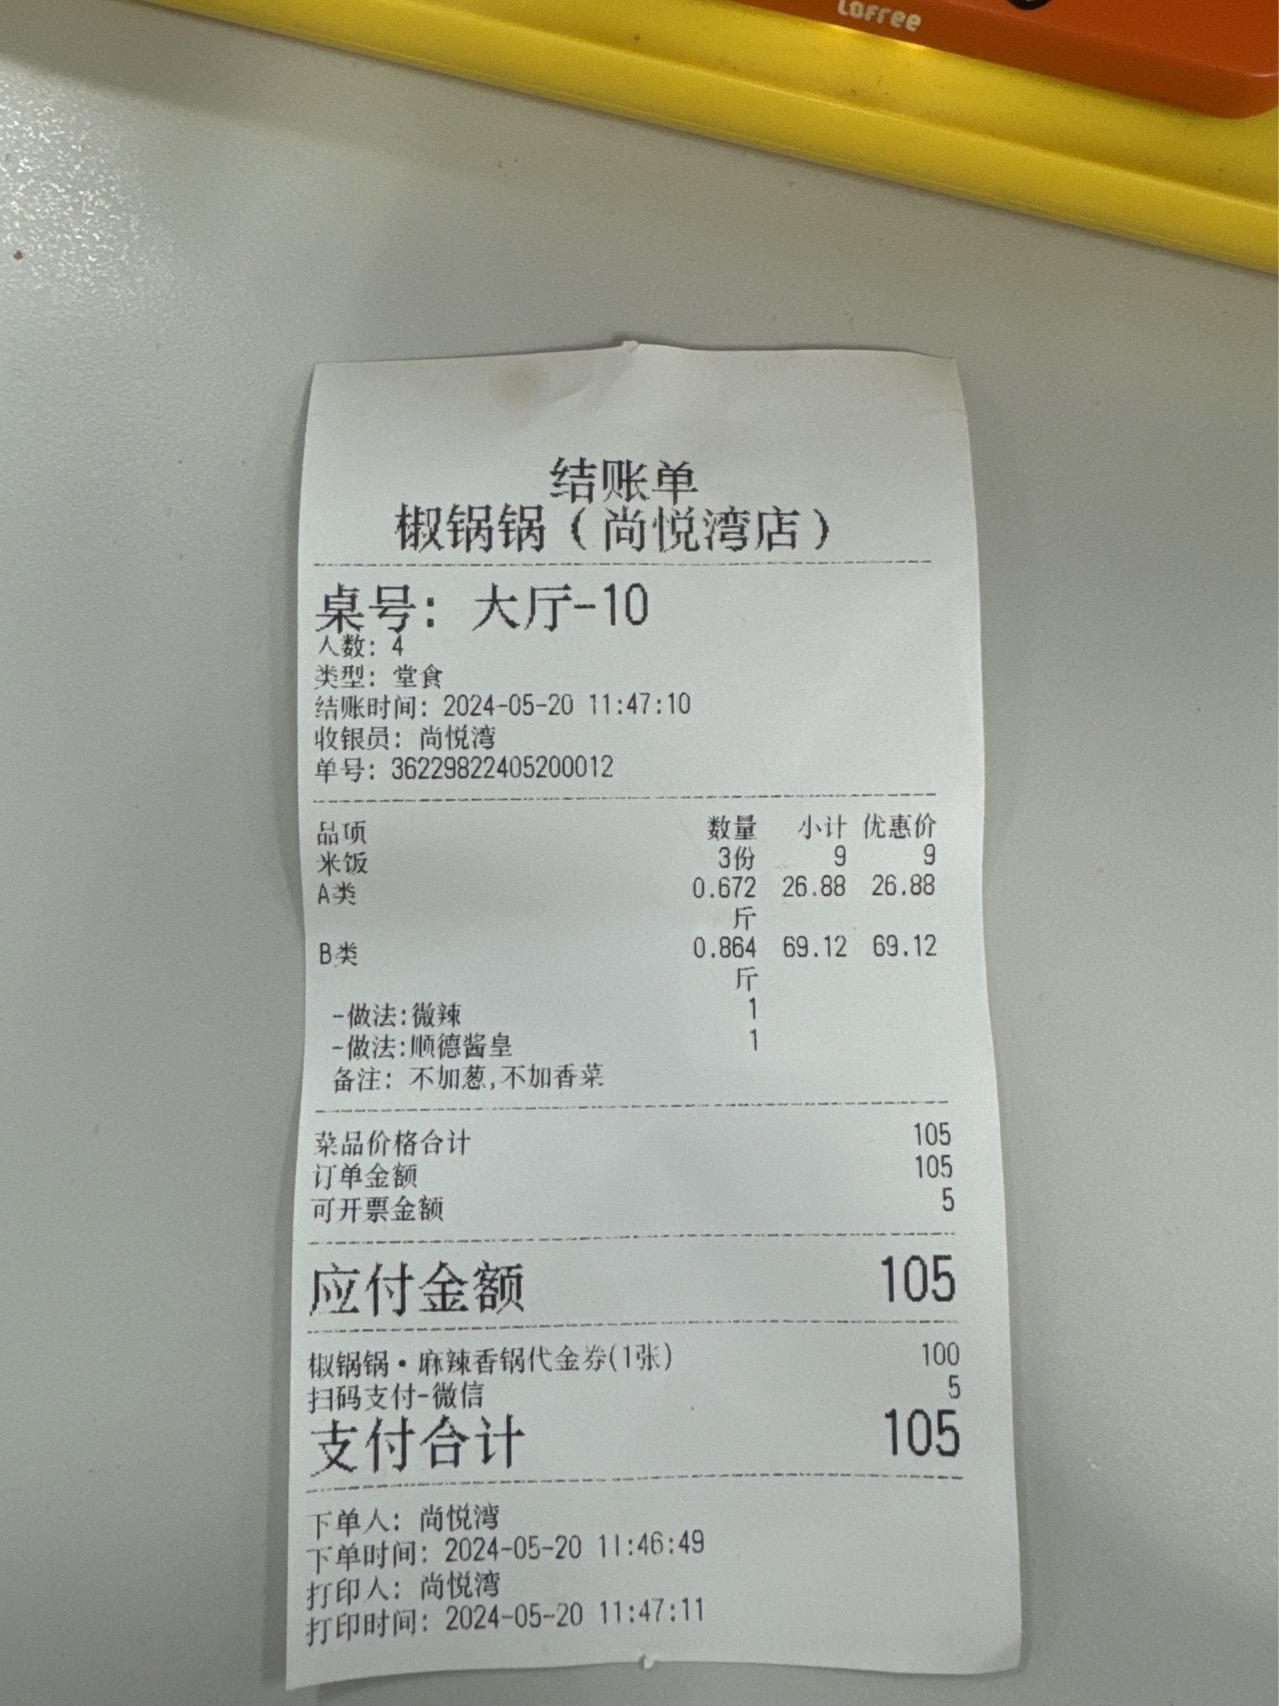 Lofree
结账单
椒锅锅(尚悦湾店)
桌号: 大厅-10
人数: 4
类型: 堂食
结账时间: 2024-05-20 11:47:10
收银员: 尚悦湾
单号: 36229822405200012
品项 数量 小计 优惠价
米饭 3份 9 9
A类 0.672 26.88 26.88
斤
B类 0.864 69.12 69.12
斤
-做法:微辣 1
-做法:顺德酱皇 1
备注: 不加葱,不加香菜
菜品价格合计 105
订单金额 105
可开票金额 5
应付金额 105
椒锅锅·麻辣香锅代金券(1张) 100
扫码支付-微信 5
支付合计 105
下单人: 尚悦湾
下单时间: 2024-05-20 11:46:49
打印人: 尚悦湾
打印时间: 2024-05-20 11:47:11